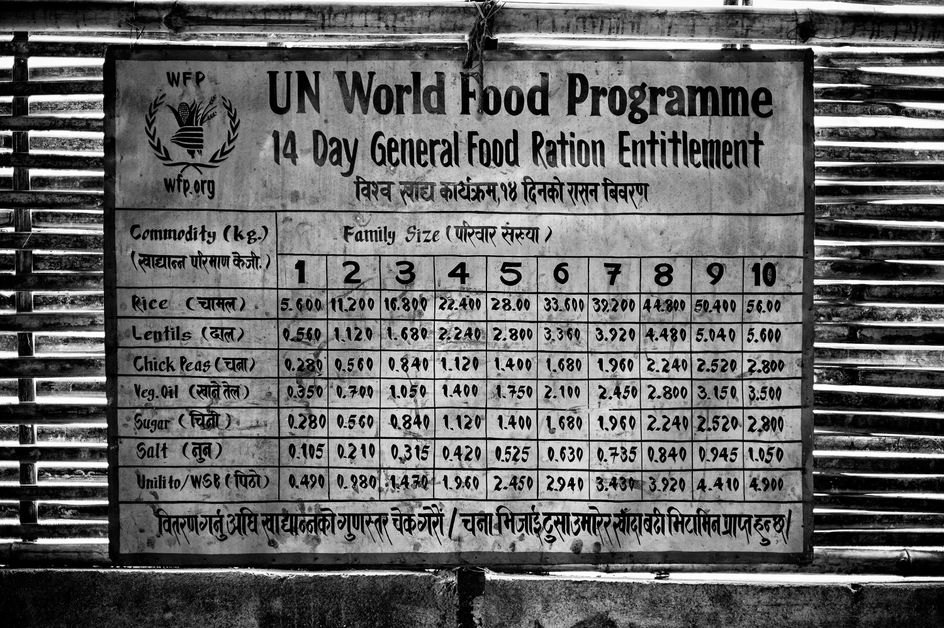 WFP
wfp.org
UN World Food Programme
14 Day General Food Ration Entitlement
विश्व खाद्य कार्यक्रम, १४ दिनको रासन बिवरण
Commodity (kg.)
(खाद्यान्न परिमाण केजी.)
Family Size (परिवार संख्या)
1 2 3 4 5 6 7 8 9 10
Rice (चामल) 5.600 11.200 16.800 22.400 28.00 33.600 39.200 44.800 50.400 56.00
Lentils (दाल) 0.560 1.120 1.680 2.240 2.800 3.360 3.920 4.480 5.040 5.600
Chick Peas (चना) 0.280 0.560 0.840 1.120 1.400 1.680 1.960 2.240 2.520 2.800
Veg. Oil (खाने तेल) 0.350 0.700 1.050 1.400 1.750 2.100 2.450 2.800 3.150 3.500
Sugar (चिनी) 0.280 0.560 0.840 1.120 1.400 1.680 1.960 2.240 2.520 2.800
Salt (नुन) 0.105 0.210 0.315 0.420 0.525 0.630 0.735 0.840 0.945 1.050
Unilito/WSB (पिठो) 0.490 0.980 1.470 1.960 2.450 2.940 3.430 3.920 4.410 4.900
वितरण गर्नु अघि खाद्यान्नको गुणस्तर चेक गरौं / चना भिजाई टुसा उमारेर खाँदा बढी भिटामिन प्राप्त हुन्छ/